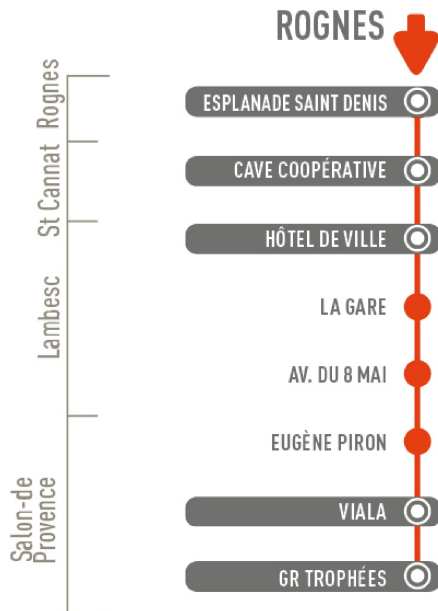 ROGNES
Rognes
ESPLANADE SAINT DENIS
St Cannat
CAVE COOPÉRATIVE
Lambesc
HÔTEL DE VILLE
LA GARE
AV. DU 8 MAI
EUGÈNE PIRON
Salon-de
Provence
VIALA
GR TROPHÉES